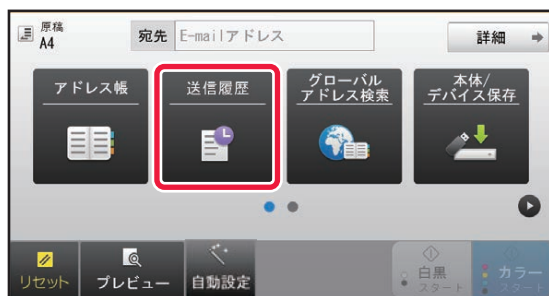 原稿
A4
宛先
E-mailアドレス
詳細
アドレス帳
送信履歴
グローバル
アドレス検索
本体/
デバイス保存
リセット
プレビュー
自動設定
白黒
スタート
カラー
スタート